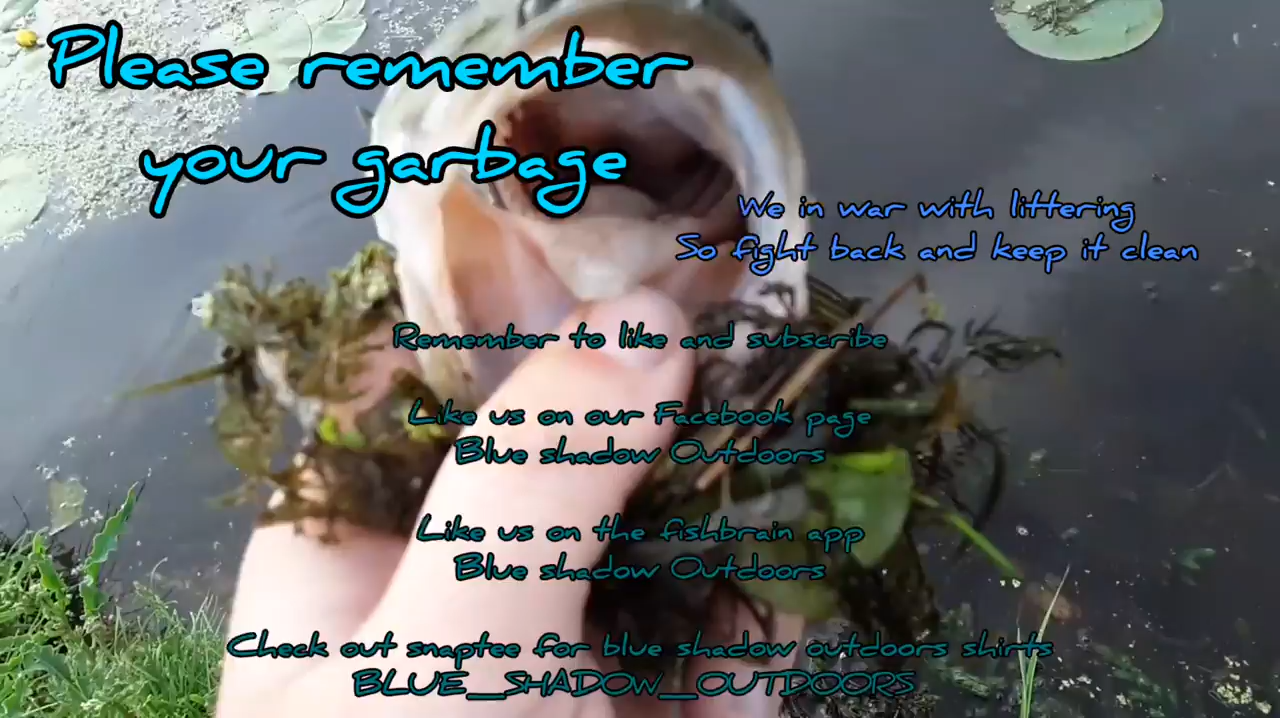 Please remember
your garbage
We in war with littering
So fight back and keep it clean
Remember to like and subscribe
Like us on our Facebook page
Blue shadow Outdoors
Like us on the fishbrain app
Blue shadow Outdoors
Check out snaptee for blue shadow outdoors shirts
BLUE_SHADOW_OUTDOORS